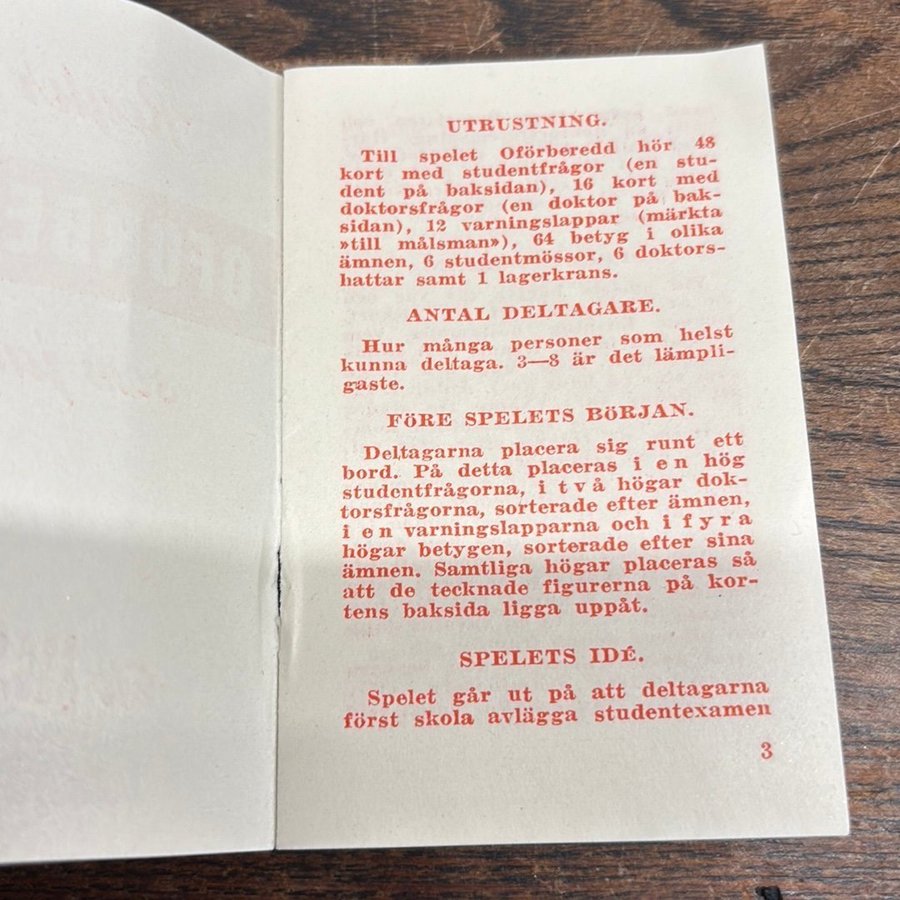 UTRUSTNING.
Till spelet Oförberedd hör 48
kort med studentfrågor (en stu-
dent på baksidan), 16 kort med
doktorsfrågor (en doktor på bak-
sidan), 12 varningslappar (märkta
»till målsman»), 64 betyg i olika
ämnen, 6 studentmössor, 6 doktors-
hattar samt 1 lagerkrans.
ANTAL DELTAGARE.
Hur många personer som helst
kunna deltaga. 3—8 är det lämpli-
gaste.
FÖRE SPELETS BÖRJAN.
Deltagarna placera sig runt ett
bord. På detta placeras i en hög
studentfrågorna, i två högar dok-
torsfrågorna, sorterade efter ämnen,
i en varningslapparna och i fyra
högar betygen, sorterade efter sina
ämnen. Samtliga högar placeras så
att de tecknade figurerna på kor-
tens baksida ligga uppåt.
SPELETS IDÉ.
Spelet går ut på att deltagarna
först skola avlägga studentexamen
3